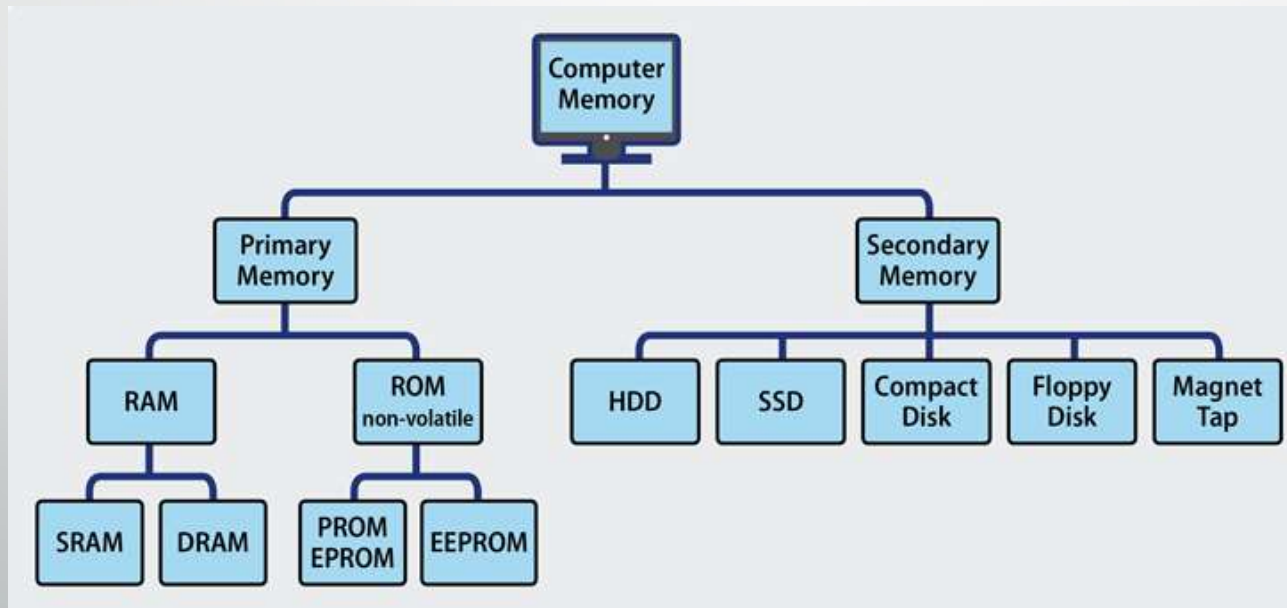 Computer
Memory
Primary
Memory
Secondary
Memory
RAM
ROM
non-volatile
HDD
SSD
Compact
Disk
Floppy
Disk
Magnet
Tap
SRAM
DRAM
PROM
EPROM
EEPROM